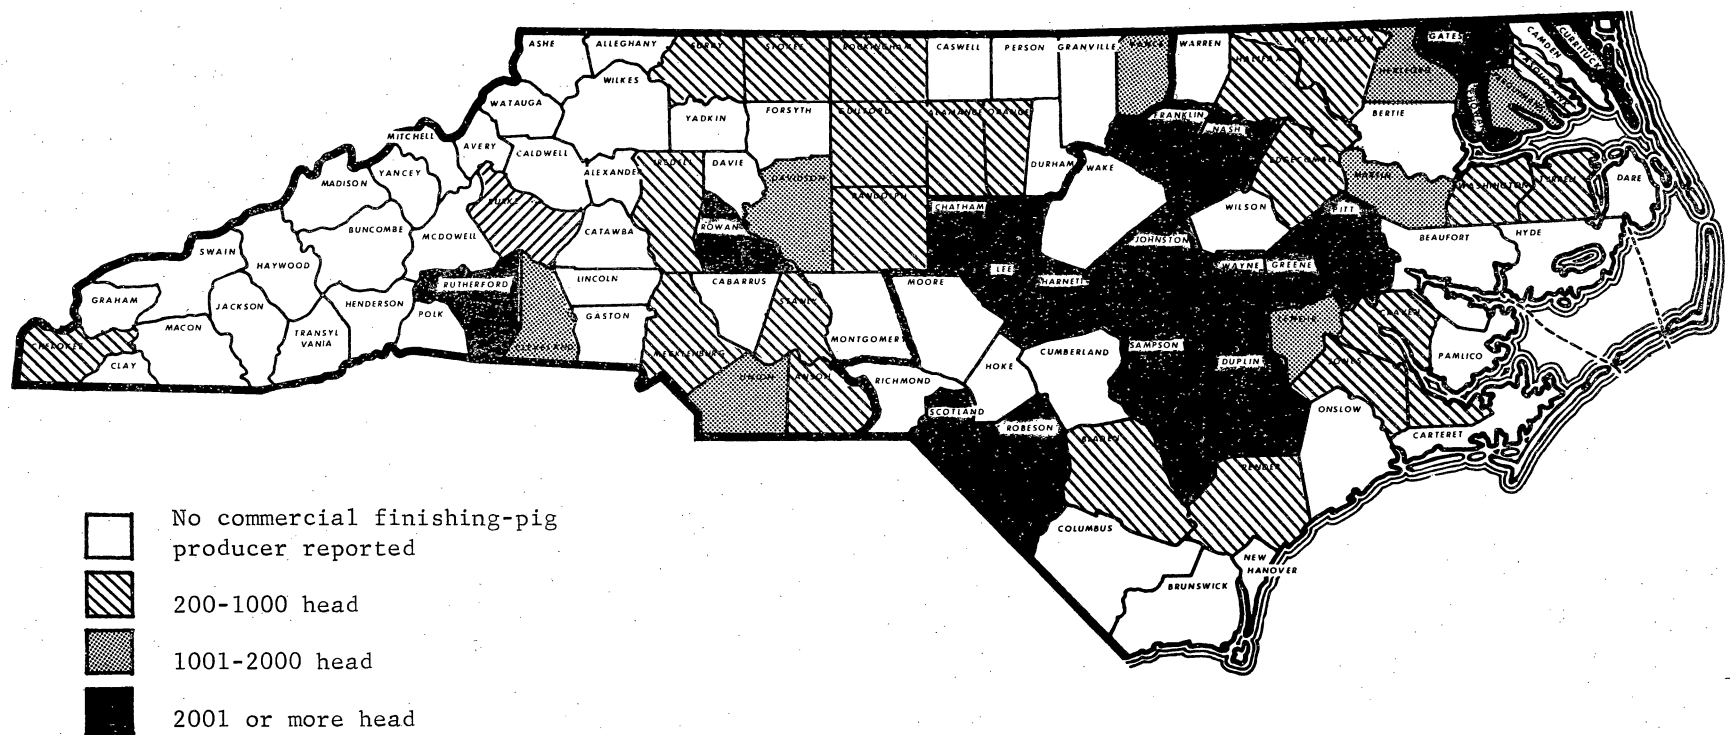 ASHE
ALLEGHANY
SURRY
STOKES
ROCKINGHAM
CASWELL
PERSON
GRANVILLE
VANCE
WARREN
NORTHAMPTON
GATES
CAMDEN
CURRITUCK
HALIFAX
HERTFORD
WILKES
WATAUGA
YADKIN
FORSYTH
GUILFORD
ALAMANCE
ORANGE
FRANKLIN
NASH
BERTIE
MITCHELL
AVERY
CALDWELL
ALEXANDER
IREDELL
DAVIE
DAVIDSON
DURHAM
WAKE
EDGECOMBE
MARTIN
WASHINGTON
TYRRELL
DARE
MADISON
YANCEY
BURKE
ROWAN
RANDOLPH
CHATHAM
WILSON
PITT
BUNCOMBE
MCDOWELL
CATAWBA
JOHNSTON
BEAUFORT
HYDE
SWAIN
HAYWOOD
RUTHERFORD
LINCOLN
CABARRUS
STANLY
MOORE
LEE
HARNETT
WAYNE
GREENE
GRAHAM
JACKSON
HENDERSON
POLK
CLEVELAND
GASTON
MECKLENBURG
MONTGOMERY
LENOIR
CRAVEN
PAMLICO
MACON
TRANSYL
VANIA
CHEROKEE
CLAY
UNION
ANSON
RICHMOND
HOKE
CUMBERLAND
SAMPSON
DUPLIN
JONES
SCOTLAND
ROBESON
BLADEN
ONSLOW
CARTERET
PENDER
COLUMBUS
BRUNSWICK
NEW
HANOVER
No commercial finishing-pig
producer reported
200-1000 head
1001-2000 head
2001 or more head